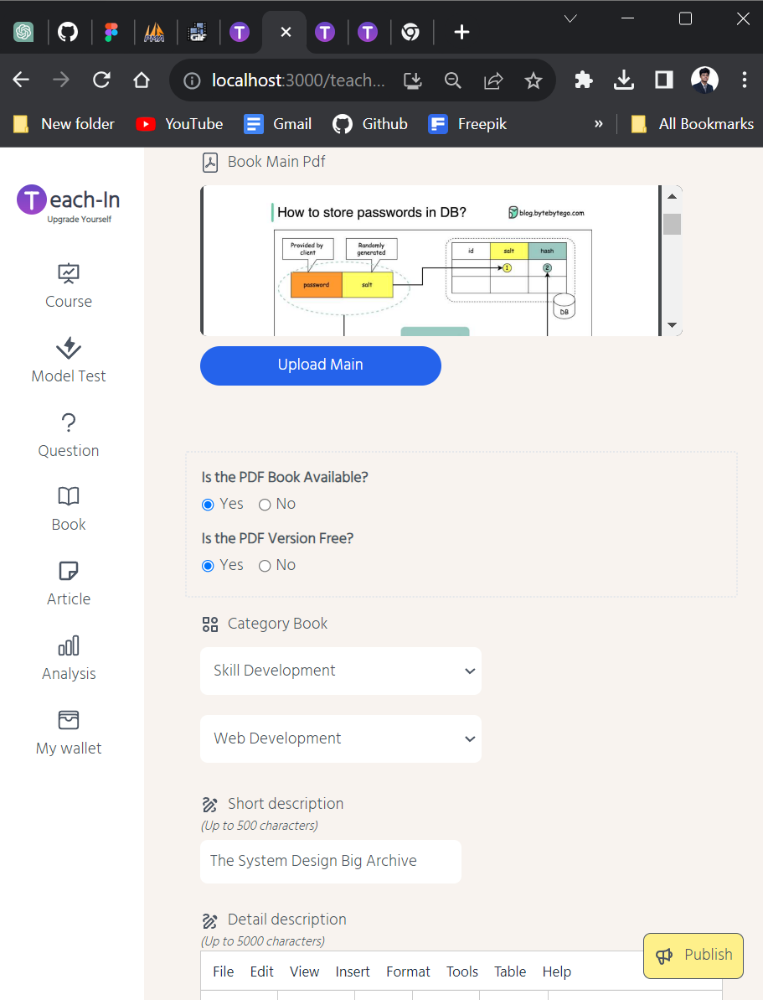 localhost:3000/teach...
New folder
YouTube
Gmail
Github
Freepik
»
All Bookmarks
Teach-In
Upgrade Yourself
Course
Model Test
Question
Book
Article
Analysis
My wallet
Book Main Pdf
How to store passwords in DB?
blog.bytebytego.com
Provided by
client
Randomly
generated
id salt hash
password salt
1 2
DB
Upload Main
Is the PDF Book Available?
Yes No
Is the PDF Version Free?
Yes No
Category Book
Skill Development
Web Development
Short description
(Up to 500 characters)
The System Design Big Archive
Detail description
(Up to 5000 characters)
Publish
File Edit View Insert Format Tools Table Help